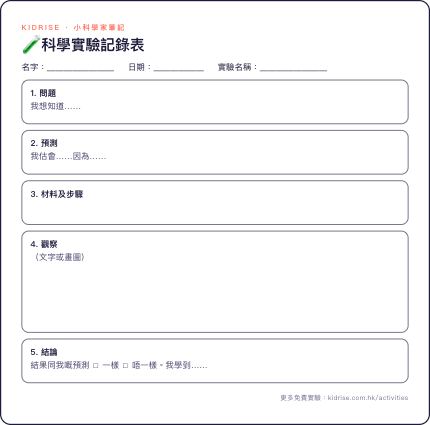 KIDRISE · 小科學家筆記
科學實驗記錄表
名字：________________ 日期：____________ 實驗名稱：________________
1. 問題
我想知道……
2. 預測
我估會……因為……
3. 材料及步驟
4. 觀察
（文字或畫圖）
5. 結論
結果同我嘅預測 □ 一樣 □ 唔一樣。我學到……
更多免費實驗：kidrise.com.hk/activities